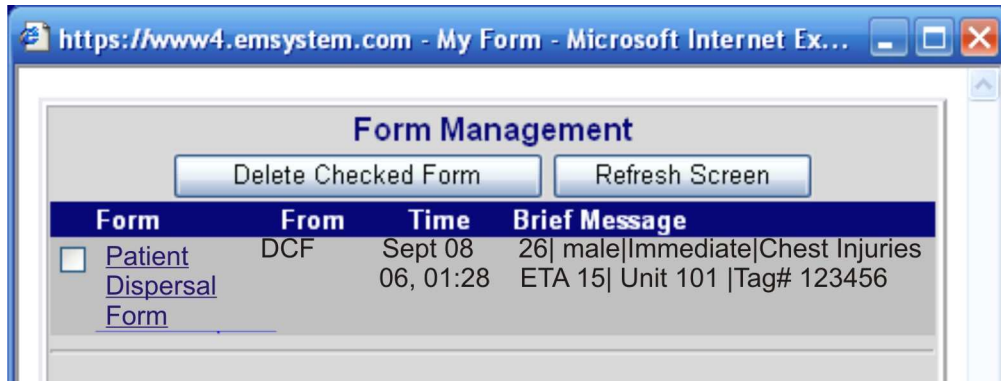 https://www4.emsystem.com - My Form - Microsoft Internet Ex...
Form Management
Delete Checked Form Refresh Screen
Form From Time Brief Message
Patient DCF Sept 08 26| male|Immediate|Chest Injuries
Dispersal 06, 01:28 ETA 15| Unit 101 |Tag# 123456
Form